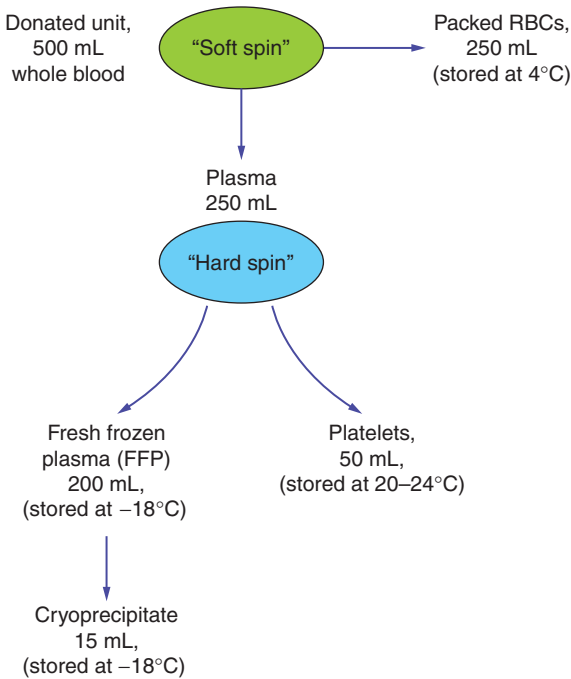 Donated unit,
500 mL
whole blood
“Soft spin”
Packed RBCs,
250 mL
(stored at 4°C)
Plasma
250 mL
“Hard spin”
Fresh frozen
plasma (FFP)
200 mL,
(stored at −18°C)
Platelets,
50 mL,
(stored at 20–24°C)
Cryoprecipitate
15 mL,
(stored at −18°C)